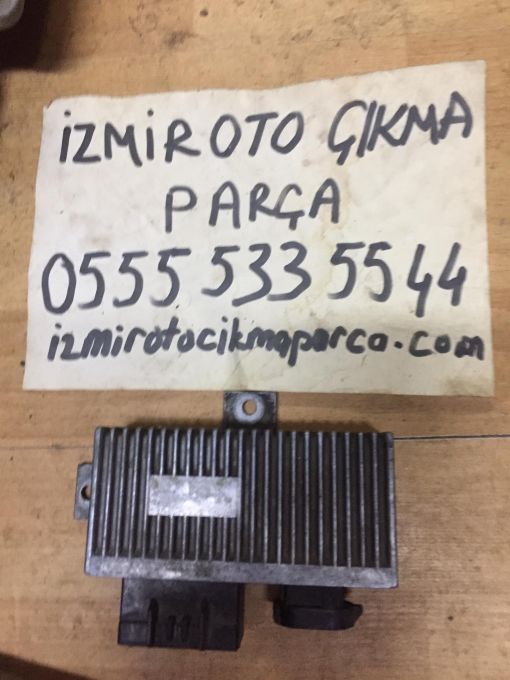 İZMİR OTO ÇIKMA
PARÇA
0555 533 55 44
izmirotocikmaparca.com